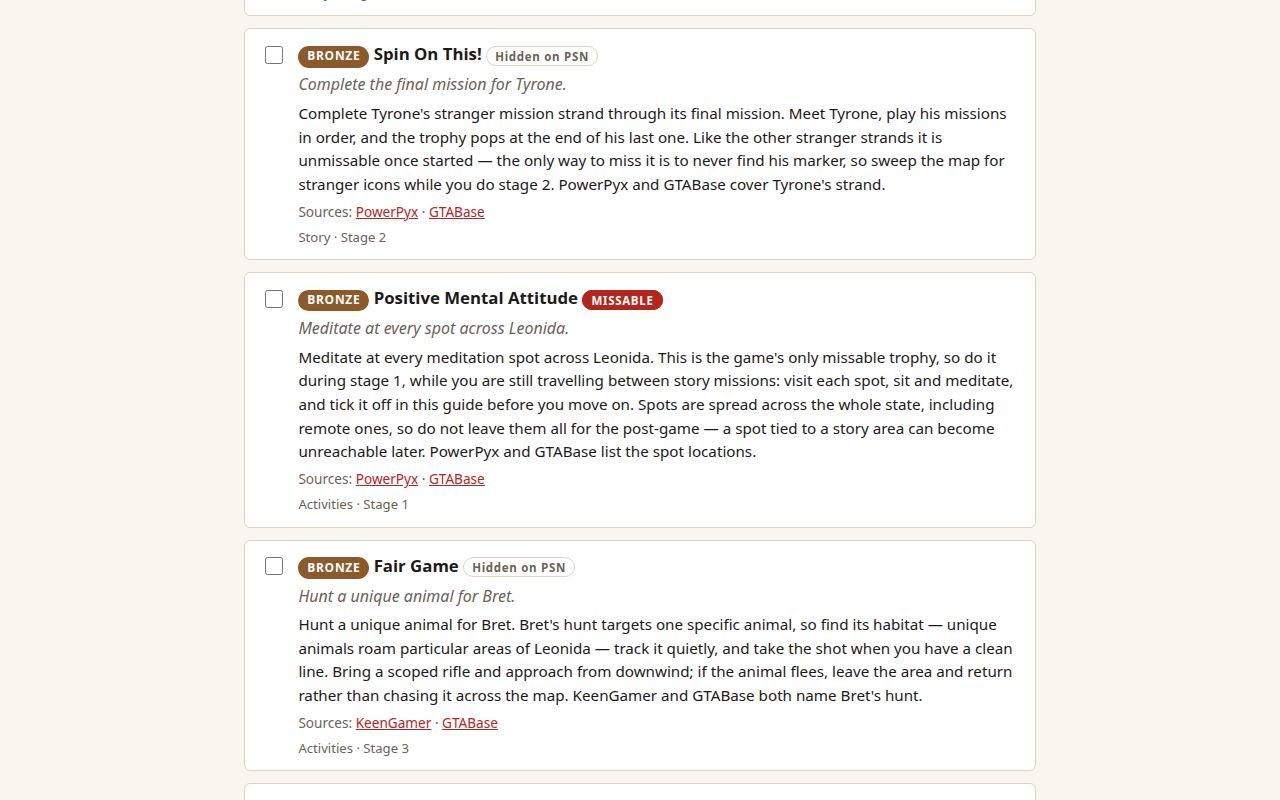 BRONZE Spin On This! Hidden on PSN
Complete the final mission for Tyrone.
Complete Tyrone's stranger mission strand through its final mission. Meet Tyrone, play his missions
in order, and the trophy pops at the end of his last one. Like the other stranger strands it is
unmissable once started — the only way to miss it is to never find his marker, so sweep the map for
stranger icons while you do stage 2. PowerPyx and GTABase cover Tyrone's strand.
Sources: PowerPyx · GTABase
Story · Stage 2
BRONZE Positive Mental Attitude MISSABLE
Meditate at every spot across Leonida.
Meditate at every meditation spot across Leonida. This is the game's only missable trophy, so do it
during stage 1, while you are still travelling between story missions: visit each spot, sit and meditate,
and tick it off in this guide before you move on. Spots are spread across the whole state, including
remote ones, so do not leave them all for the post-game — a spot tied to a story area can become
unreachable later. PowerPyx and GTABase list the spot locations.
Sources: PowerPyx · GTABase
Activities · Stage 1
BRONZE Fair Game Hidden on PSN
Hunt a unique animal for Bret.
Hunt a unique animal for Bret. Bret's hunt targets one specific animal, so find its habitat — unique
animals roam particular areas of Leonida — track it quietly, and take the shot when you have a clean
line. Bring a scoped rifle and approach from downwind; if the animal flees, leave the area and return
rather than chasing it across the map. KeenGamer and GTABase both name Bret's hunt.
Sources: KeenGamer · GTABase
Activities · Stage 3